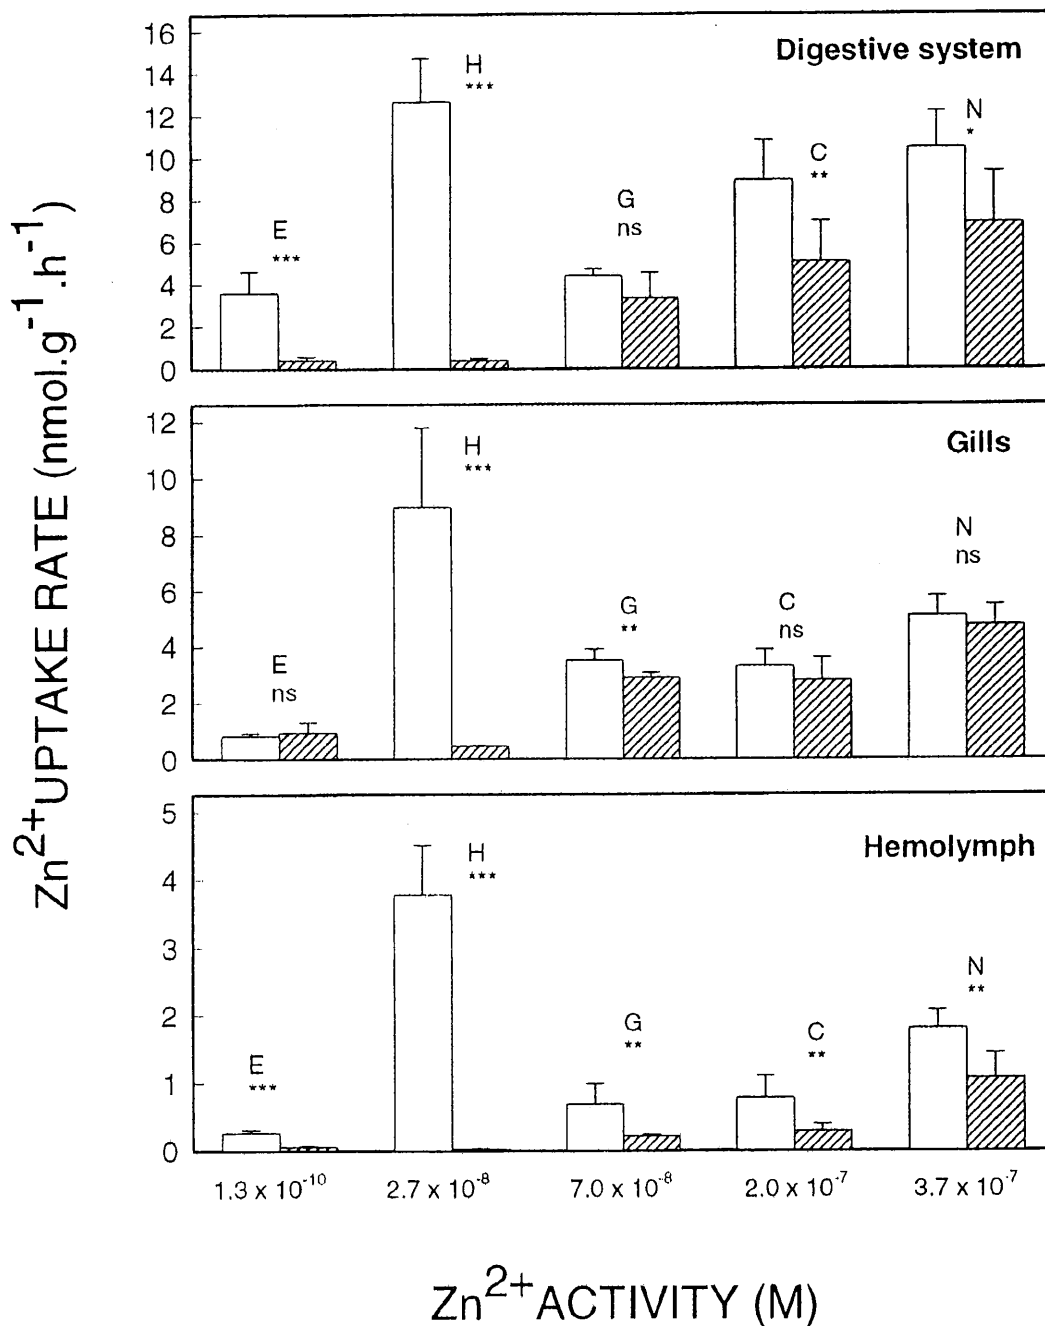 Zn2+UPTAKE RATE (nmol.g-1.h-1)
Digestive system
16
14
12
10
8
6
4
2
0
E
***
H
***
G
ns
C
**
N
*
Gills
12
10
8
6
4
2
0
E
ns
H
***
G
**
C
ns
N
ns
Hemolymph
5
4
3
2
1
0
E
***
H
***
G
**
C
**
N
**
1.3 x 10-10 2.7 x 10-8 7.0 x 10-8 2.0 x 10-7 3.7 x 10-7
Zn2+ACTIVITY (M)